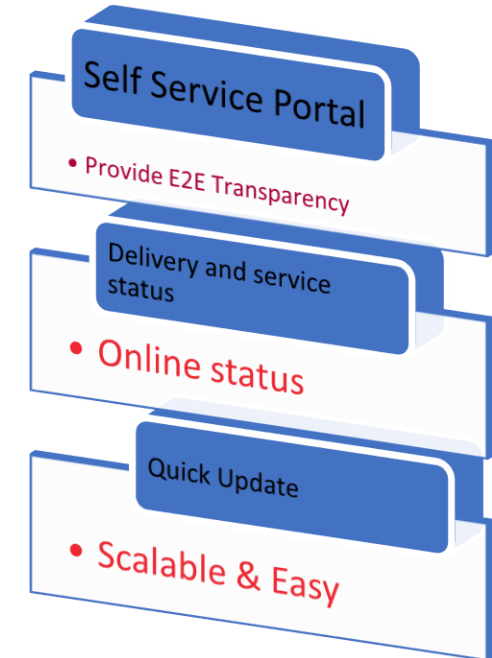 Self Service Portal
• Provide E2E Transparency
Delivery and service
status
• Online status
Quick Update
• Scalable & Easy